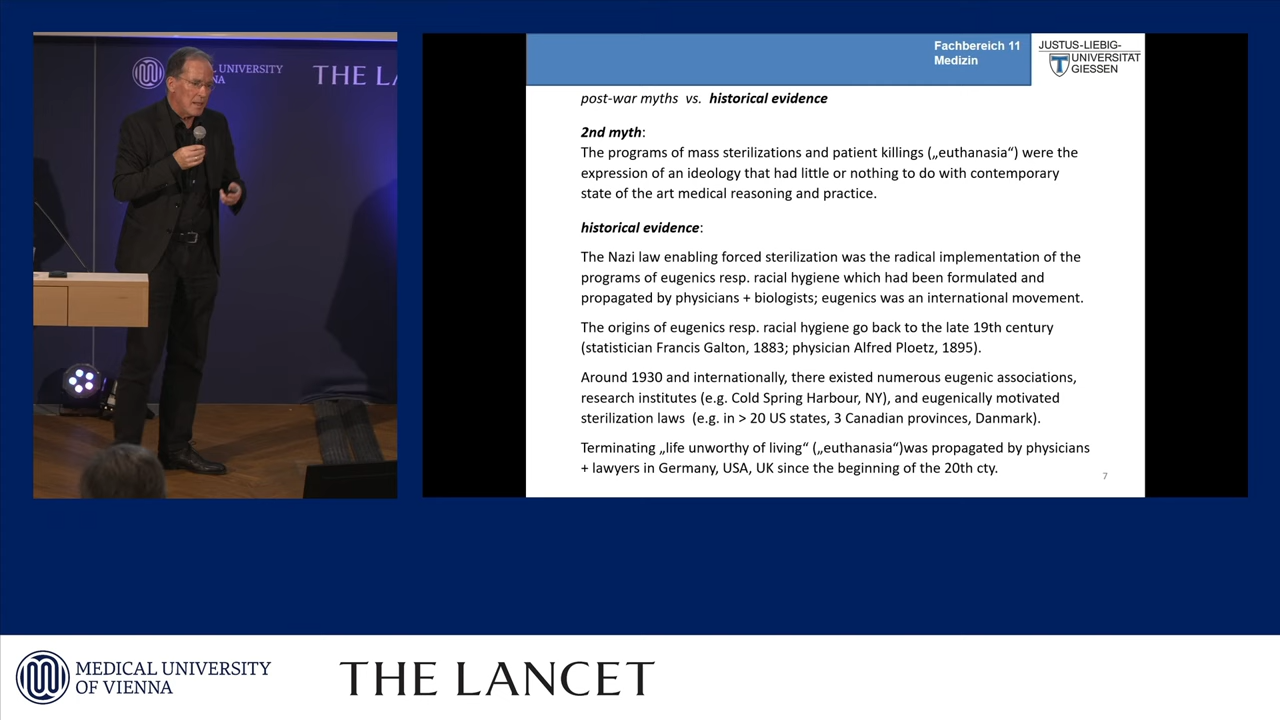 MEDICAL UNIVERSITY
NA
THE LA
Fachbereich 11
Medizin
JUSTUS-LIEBIG-
UNIVERSITÄT
GIESSEN
post-war myths vs. historical evidence
2nd myth:
The programs of mass sterilizations and patient killings („euthanasia“) were the
expression of an ideology that had little or nothing to do with contemporary
state of the art medical reasoning and practice.
historical evidence:
The Nazi law enabling forced sterilization was the radical implementation of the
programs of eugenics resp. racial hygiene which had been formulated and
propagated by physicians + biologists; eugenics was an international movement.
The origins of eugenics resp. racial hygiene go back to the late 19th century
(statistician Francis Galton, 1883; physician Alfred Ploetz, 1895).
Around 1930 and internationally, there existed numerous eugenic associations,
research institutes (e.g. Cold Spring Harbour, NY), and eugenically motivated
sterilization laws (e.g. in > 20 US states, 3 Canadian provinces, Danmark).
Terminating „life unworthy of living“ („euthanasia“)was propagated by physicians
+ lawyers in Germany, USA, UK since the beginning of the 20th cty.
7
MEDICAL UNIVERSITY
OF VIENNA
THE LANCET